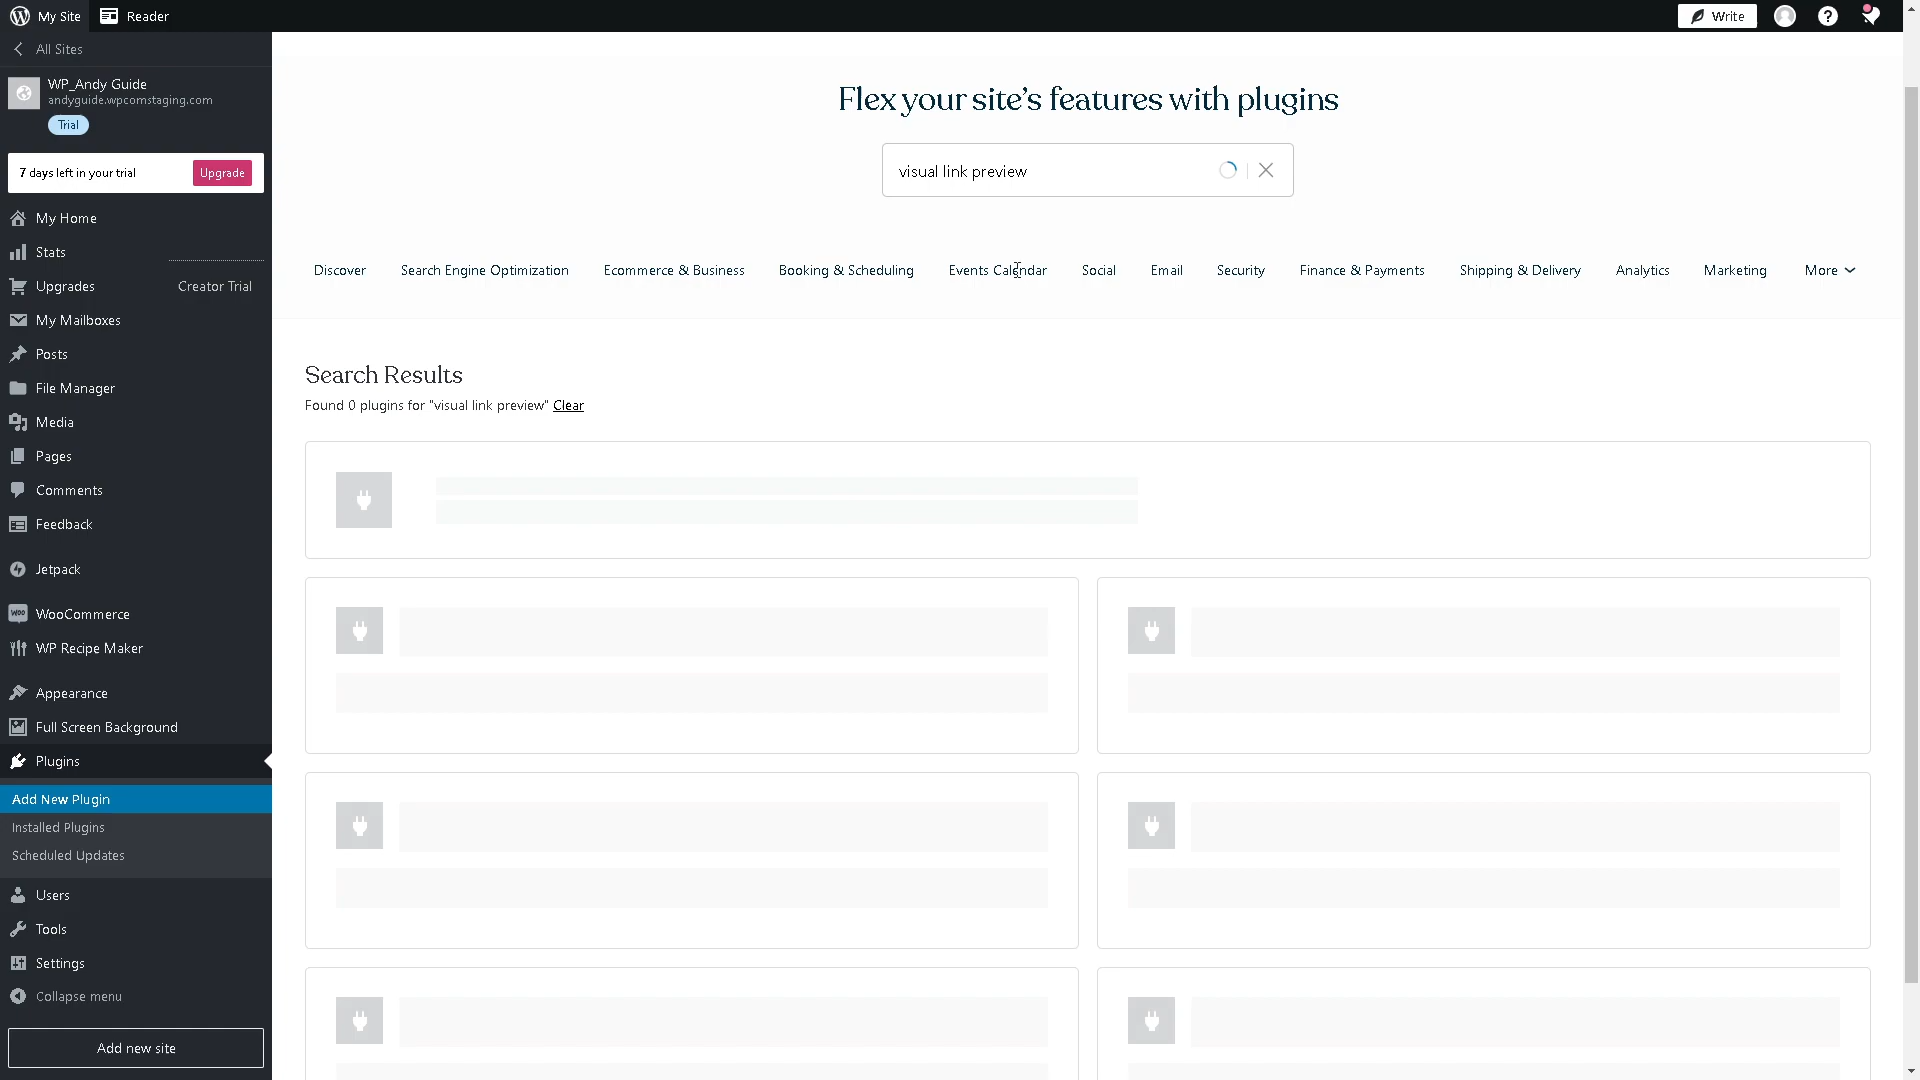 My Site
Reader
Write
All Sites
WP_Andy Guide
andyguide.wpcomstaging.com
Trial
7 days left in your trial
Upgrade
My Home
Stats
Upgrades
Creator Trial
My Mailboxes
Posts
File Manager
Media
Pages
Comments
Feedback
Jetpack
WooCommerce
WP Recipe Maker
Appearance
Full Screen Background
Plugins
Add New Plugin
Installed Plugins
Scheduled Updates
Users
Tools
Settings
Collapse menu
Add new site
Flex your site's features with plugins
visual link preview
Discover
Search Engine Optimization
Ecommerce & Business
Booking & Scheduling
Events Calendar
Social
Email
Security
Finance & Payments
Shipping & Delivery
Analytics
Marketing
More
Search Results
Found 0 plugins for "visual link preview" Clear